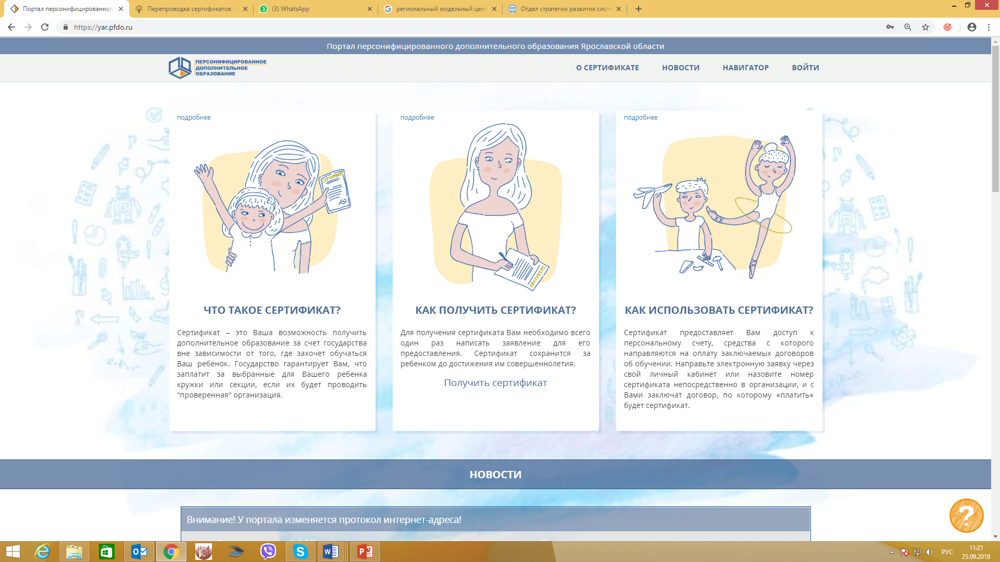 Портал персонифицированного
Перепроводка сертификатов -
(3) WhatsApp
региональный модельный цен
Отдел стратегии развития систе
https://yar.pfdo.ru
Портал персонифицированного дополнительного образования Ярославской области
ПЕРСОНИФИЦИРОВАННОЕ
ДОПОЛНИТЕЛЬНОЕ
ОБРАЗОВАНИЕ
О СЕРТИФИКАТЕ
НОВОСТИ
НАВИГАТОР
ВОЙТИ
подробнее
СЕРТИФИКАТ
ЧТО ТАКОЕ СЕРТИФИКАТ?
Сертификат – это Ваша возможность получить
дополнительное образование за счет государства
вне зависимости от того, где захочет обучаться
Ваш ребенок. Государство гарантирует Вам, что
заплатит за выбранные для Вашего ребенка
кружки или секции, если их будет проводить
"проверенная" организация.
подробнее
ЗАЯВЛЕНИЕ
КАК ПОЛУЧИТЬ СЕРТИФИКАТ?
Для получения сертификата Вам необходимо всего
один раз написать заявление для его
предоставления. Сертификат сохранится за
ребенком до достижения им совершеннолетия.
Получить сертификат
подробнее
КАК ИСПОЛЬЗОВАТЬ СЕРТИФИКАТ?
Сертификат предоставляет Вам доступ к
персональному счету, средства с которого
направляются на оплату заключаемых договоров
об обучении. Направьте электронную заявку через
свой личный кабинет или назовите номер
сертификата непосредственно в организации, и с
Вами заключат договор, по которому «платить»
будет сертификат.
НОВОСТИ
Внимание! У портала изменяется протокол интернет-адреса!
РУС
11:21
25.09.2018